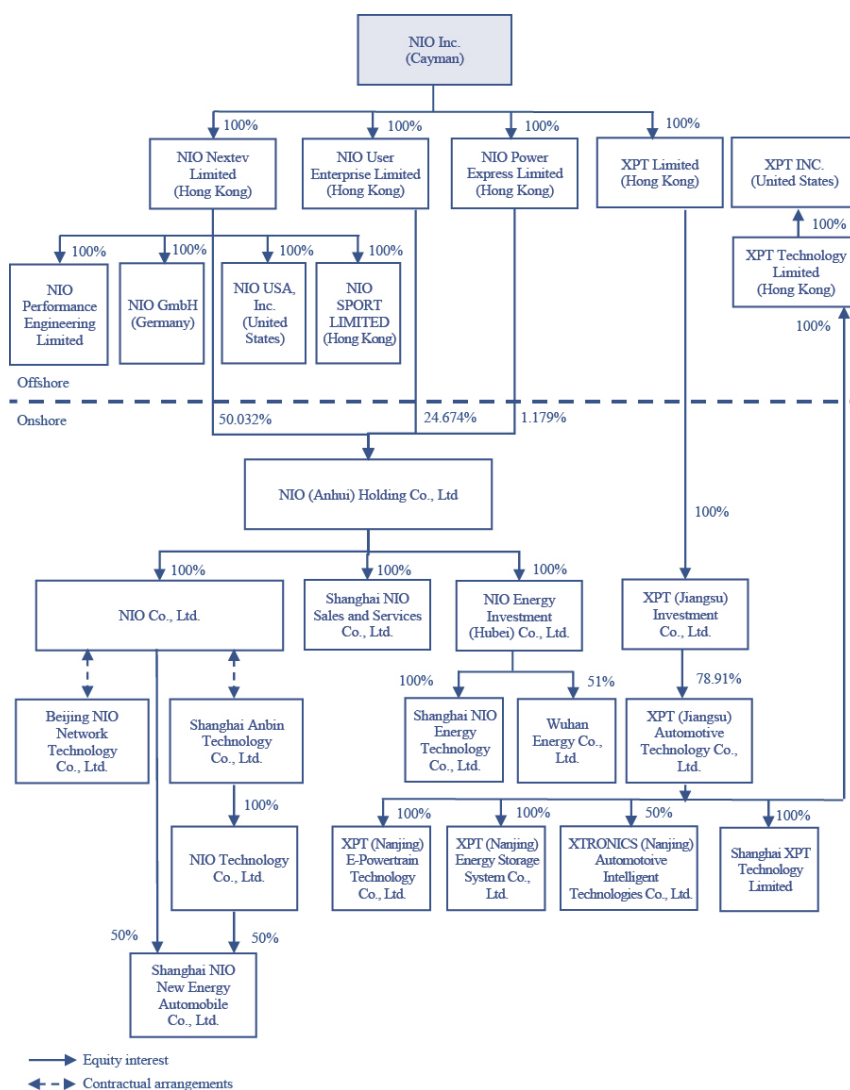 NIO Inc.
(Cayman)
100%
100%
100%
100%
NIO Nextev
Limited
(Hong Kong)
NIO User
Enterprise Limited
(Hong Kong)
NIO Power
Express Limited
(Hong Kong)
XPT Limited
(Hong Kong)
XPT INC.
(United States)
100%
100%
100%
100%
100%
NIO
Performance
Engineering
Limited
NIO GmbH
(Germany)
NIO USA,
Inc.
(United
States)
NIO
SPORT
LIMITED
(Hong Kong)
XPT Technology
Limited
(Hong Kong)
100%
Offshore
Onshore
50.032%
24.674%
1.179%
NIO (Anhui) Holding Co., Ltd
100%
100%
100%
100%
NIO Co., Ltd.
Shanghai NIO
Sales and Services
Co., Ltd.
NIO Energy
Investment
(Hubei) Co., Ltd.
XPT (Jiangsu)
Investment
Co., Ltd.
100%
51%
78.91%
Beijing NIO
Network
Technology
Co., Ltd.
Shanghai Anbin
Technology
Co., Ltd.
Shanghai NIO
Energy
Technology
Co., Ltd.
Wuhan
Energy Co.,
Ltd.
XPT (Jiangsu)
Automotive
Technology Co.,
Ltd.
100%
100%
100%
50%
100%
NIO Technology
Co., Ltd.
XPT (Nanjing)
E-Powertrain
Technology
Co., Ltd.
XPT (Nanjing)
Energy Storage
System Co.,
Ltd.
XTRONICS (Nanjing)
Automotoive
Intelligent
Technologies Co., Ltd.
Shanghai XPT
Technology
Limited
50%
50%
Shanghai NIO
New Energy
Automobile
Co., Ltd.
Equity interest
Contractual arrangements